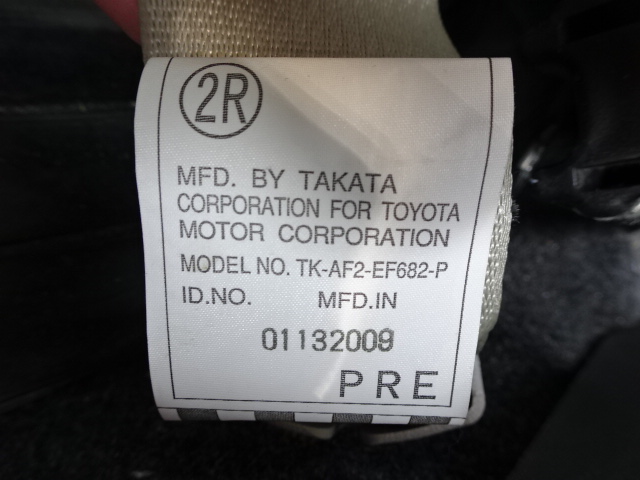 2R
MFD. BY TAKATA
CORPORATION FOR TOYOTA
MOTOR CORPORATION
MODEL NO. TK-AF2-EF682-P
ID.NO. MFD.IN
01132009
PRE